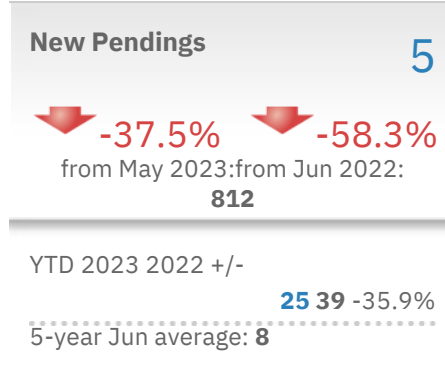 New Pendings 5
-37.5% -58.3%
from May 2023:from Jun 2022:
812
YTD 2023 2022 +/-
25 39 -35.9%
5-year Jun average: 8